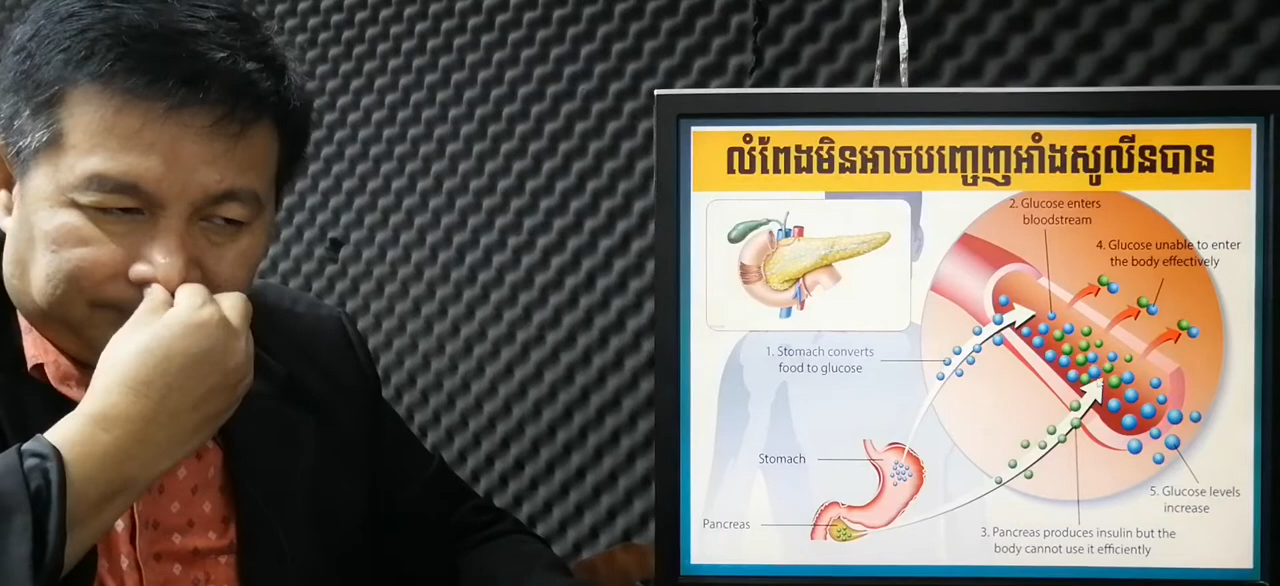 លំពែងមិនអាចបញ្ចេញអាំងសូលីនបាន
2. Glucose enters
bloodstream
4. Glucose unable to enter
the body effectively
1. Stomach converts
food to glucose
Stomach
Pancreas
5. Glucose levels
increase
3. Pancreas produces insulin but the
body cannot use it efficiently